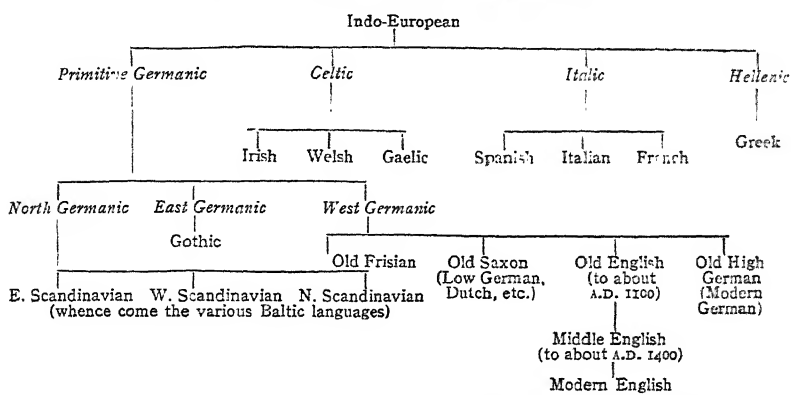 Indo-European
Primitive Germanic Celtic Italic Hellenic
Irish Welsh Gaelic Spanish Italian French Greek
North Germanic East Germanic West Germanic
Gothic
Old Frisian Old Saxon Old English Old High
(Low German, (to about German
Dutch, etc.) A.D. 1100) (Modern
German)
E. Scandinavian W. Scandinavian N. Scandinavian
(whence come the various Baltic languages)
Middle English
(to about A.D. 1400)
Modern English